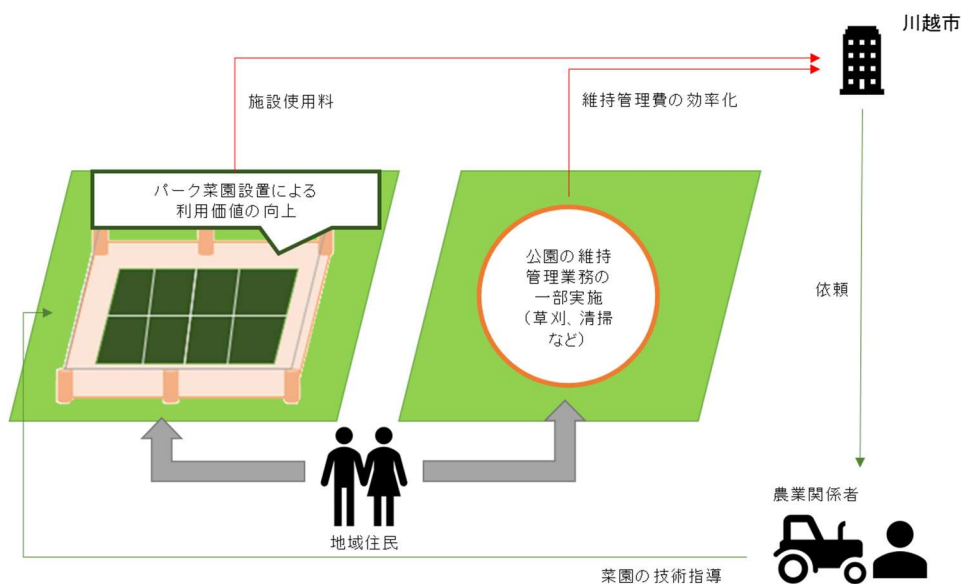 川越市
施設使用料
維持管理費の効率化
パーク菜園設置による
利用価値の向上
公園の維持
管理業務の
一部実施
(草刈、清掃
など)
依頼
地域住民
農業関係者
菜園の技術指導